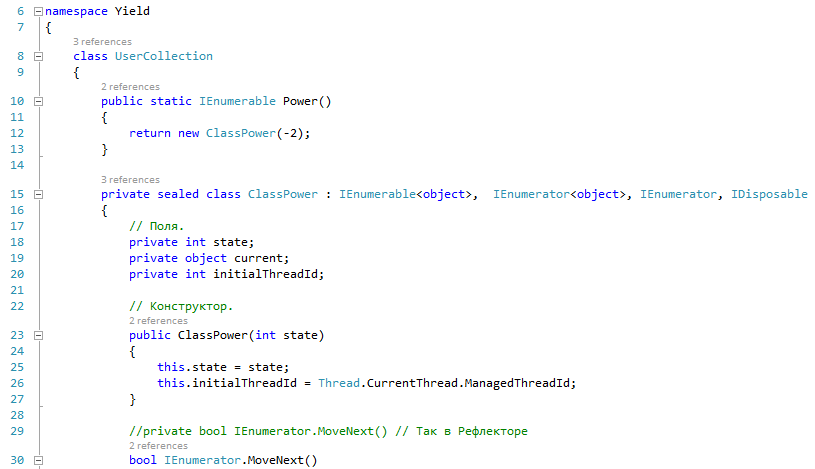 6 namespace Yield
7 {
3 references
8 class UserCollection
9 {
2 references
10 public static IEnumerable Power()
11 {
12 return new ClassPower(-2);
13 }
14
3 references
15 private sealed class ClassPower : IEnumerable<object>,  IEnumerator<object>, IEnumerator, IDisposable
16 {
17 // Поля.
18 private int state;
19 private object current;
20 private int initialThreadId;
21
22 // Конструктор.
2 references
23 public ClassPower(int state)
24 {
25 this.state = state;
26 this.initialThreadId = Thread.CurrentThread.ManagedThreadId;
27 }
28
29 //private bool IEnumerator.MoveNext() // Так в Рефлекторе
2 references
30 bool IEnumerator.MoveNext()